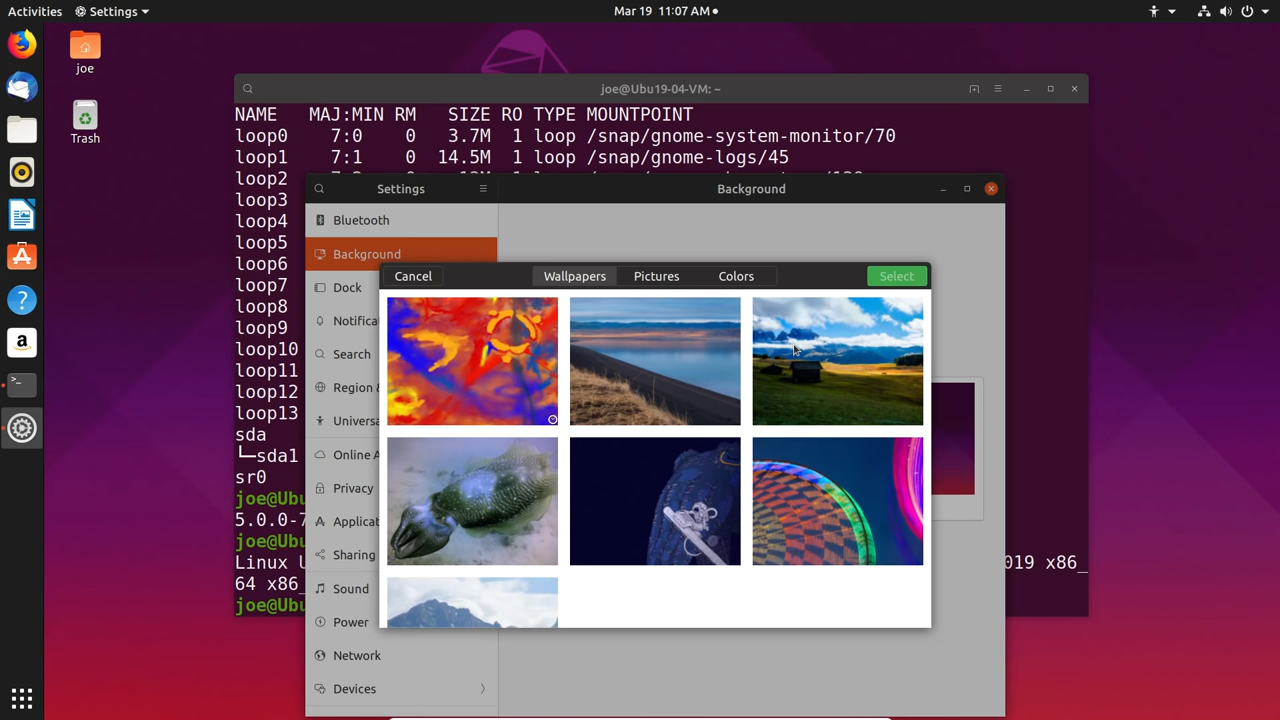 Activities Settings Mar 19 11:07 AM
joe
Trash
joe@Ubu19-04-VM: ~
NAME MAJ:MIN RM SIZE RO TYPE MOUNTPOINT
loop0 7:0 0 3.7M 1 loop /snap/gnome-system-monitor/70
loop1 7:1 0 14.5M 1 loop /snap/gnome-logs/45
loop2
loop3
loop4
loop5
loop6
loop7
loop8
loop9
loop10
loop11
loop12
loop13
sda
└─sda1
sr0
joe@Ubu
5.0.0-7
joe@Ubu
Linux U 019 x86_
64 x86_
joe@Ubu
Settings Background
Bluetooth
Background
Dock
Notifica
Search
Region &
Universa
Online A
Privacy
Applicat
Sharing
Sound
Power
Network
Devices
Cancel Wallpapers Pictures Colors Select